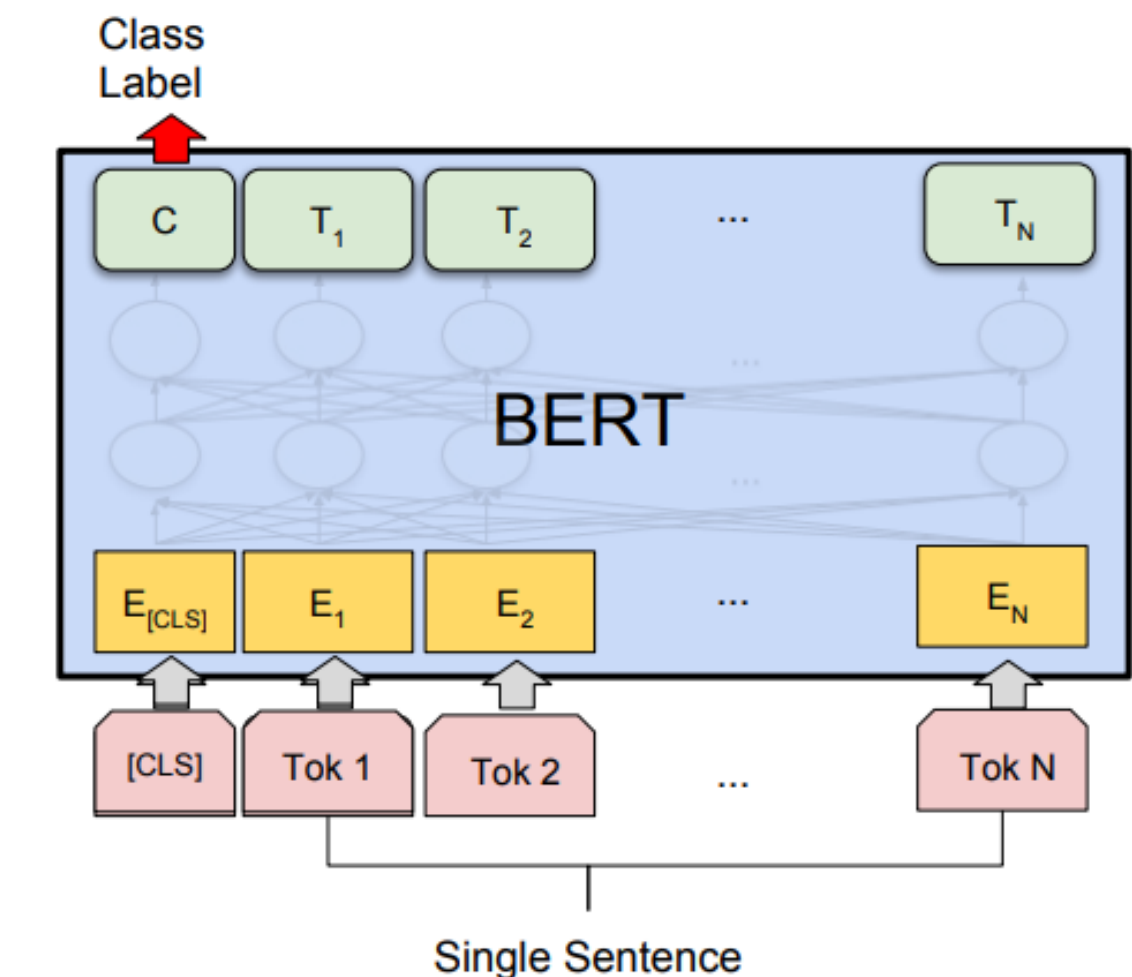 Class
Label
C T1 T2 ... TN
...
BERT
...
E[CLS] E1 E2 ... EN
[CLS] Tok 1 Tok 2 ... Tok N
Single Sentence